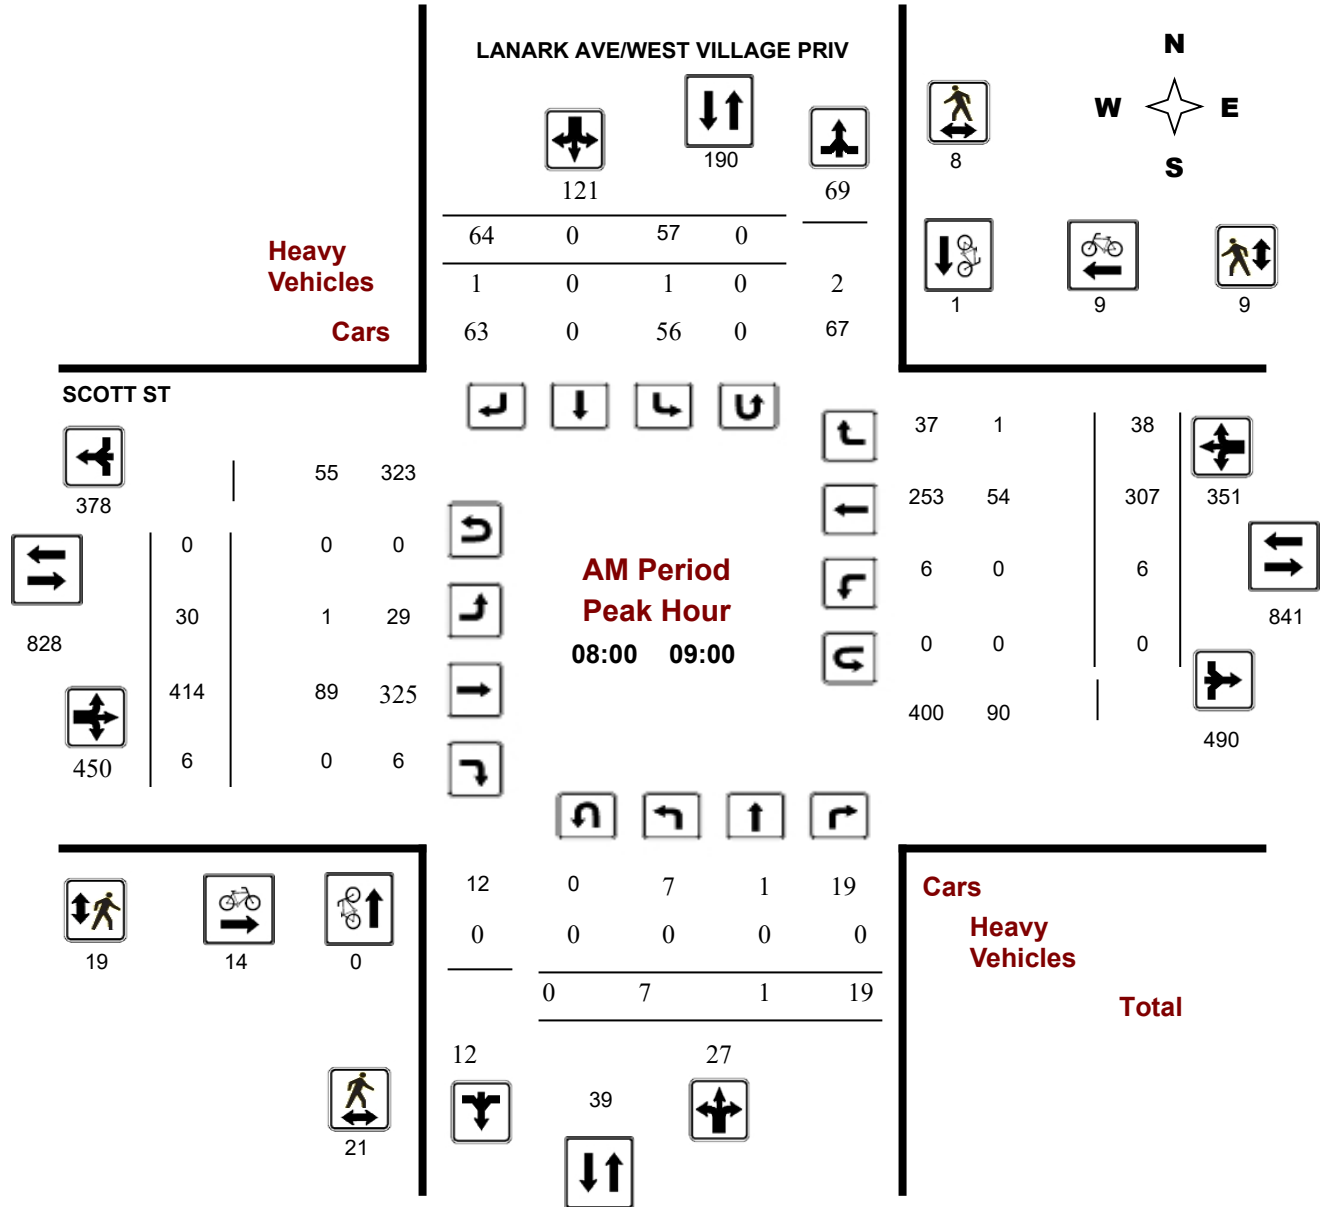 LANARK AVE/WEST VILLAGE PRIV
N
W E
S
190
8
121 69
64 0 57 0
Heavy
Vehicles
1 0 1 0 2
1 9 9
Cars
63 0 56 0 67
SCOTT ST
37 1 38
55 323
378
253 54 307 351
0 0 0
AM Period
6 0 6
Peak Hour
30 1 29
841
828
08:00 09:00
0 0 0
414 89 325
400 90
490
450 6 0 6
12 0 7 1 19
Cars
Heavy
Vehicles
0 0 0 0 0
19 14 0
0 7 1 19
Total
12 27
39
21